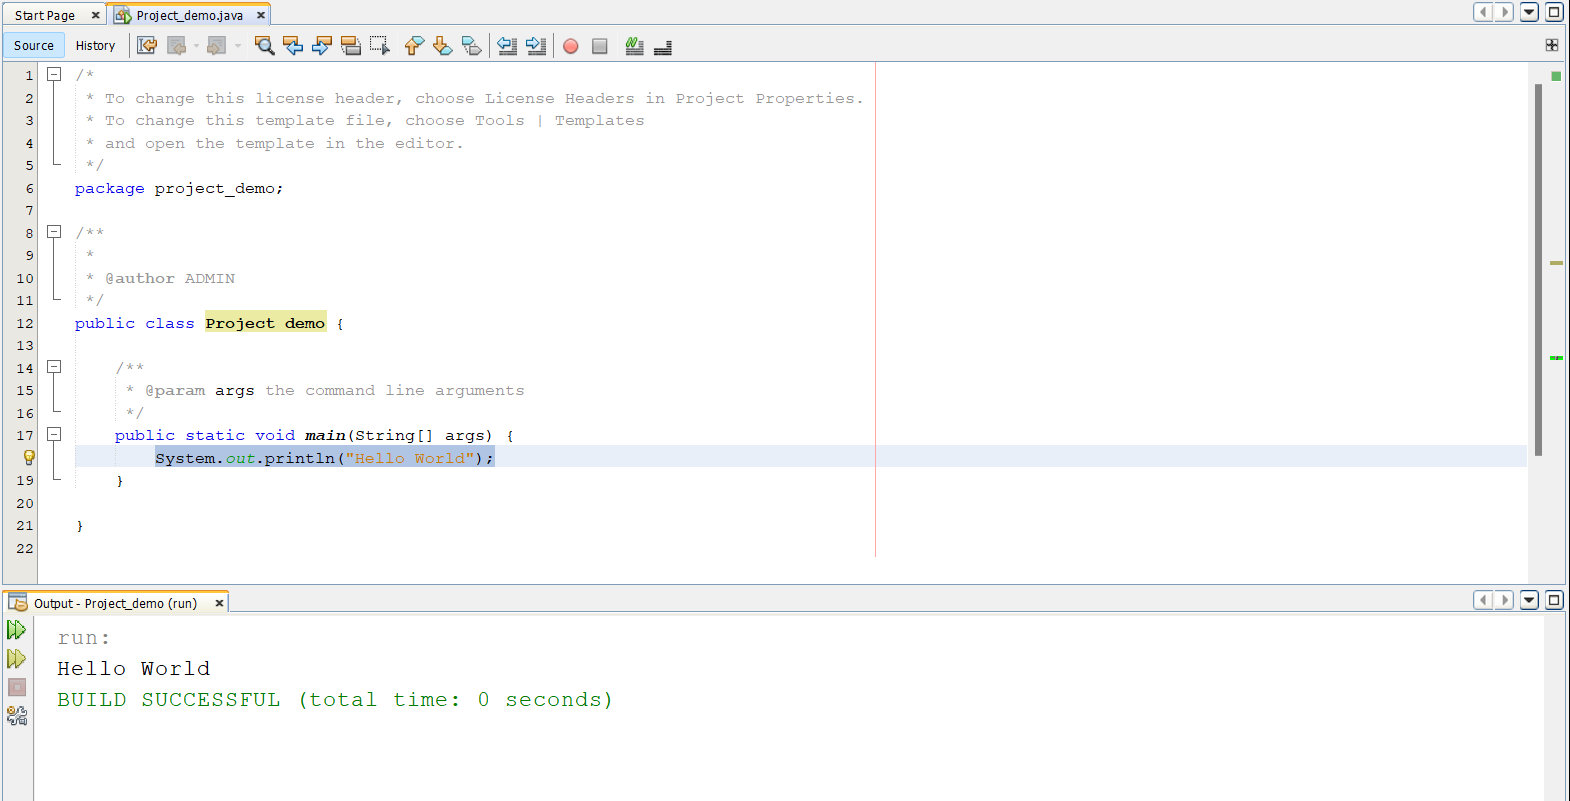 Start Page
Project_demo.java
Source History
1 /*
2  * To change this license header, choose License Headers in Project Properties.
3  * To change this template file, choose Tools | Templates
4  * and open the template in the editor.
5  */
6 package project_demo;
7
8 /**
9  *
10  * @author ADMIN
11  */
12 public class Project_demo {
13
14     /**
15      * @param args the command line arguments
16      */
17     public static void main(String[] args) {
        System.out.println("Hello World");
19     }
20
21 }
22
Output - Project_demo (run)
run:
Hello World
BUILD SUCCESSFUL (total time: 0 seconds)